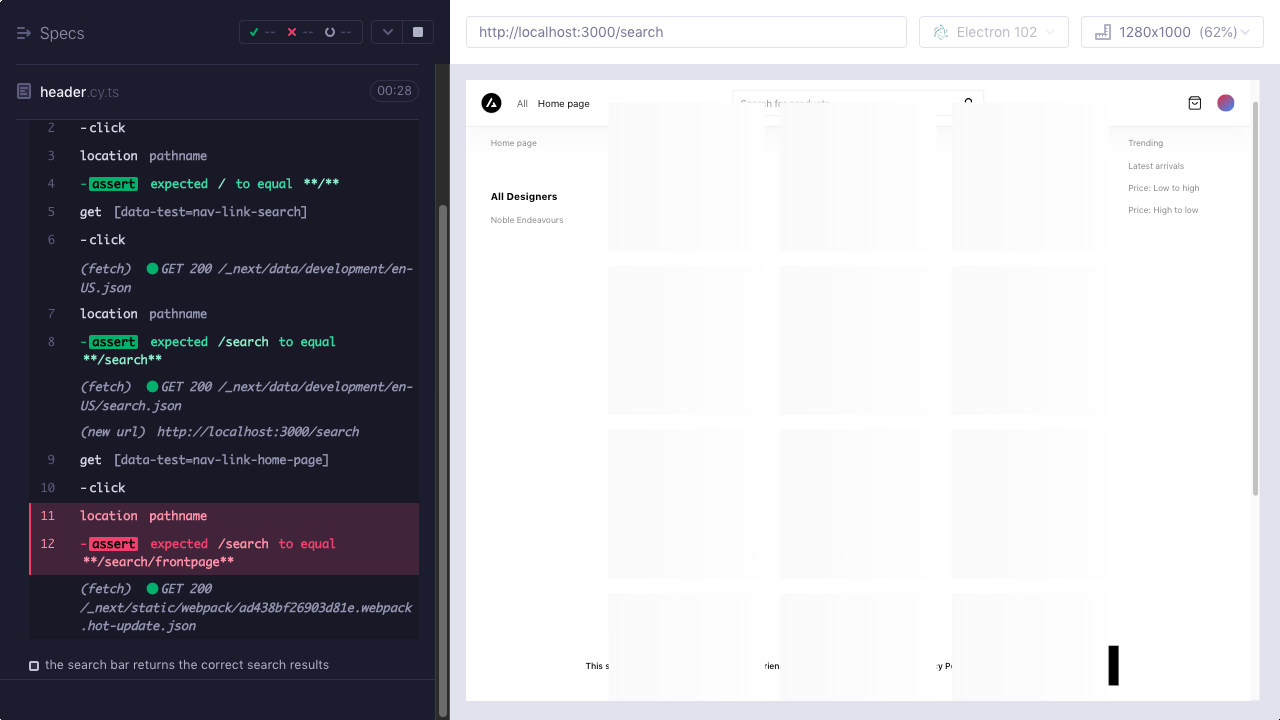 Specs
-- -- --
header.cy.ts
00:28
2 -click
3 location pathname
4 -assert expected / to equal **/**
5 get [data-test=nav-link-search]
6 -click
(fetch) GET 200 /_next/data/development/en-
US.json
7 location pathname
8 -assert expected /search to equal
**/search**
(fetch) GET 200 /_next/data/development/en-
US/search.json
(new url) http://localhost:3000/search
9 get [data-test=nav-link-home-page]
10 -click
11 location pathname
12 -assert expected /search to equal
**/search/frontpage**
(fetch) GET 200
/_next/static/webpack/ad438bf26903d81e.webpack
.hot-update.json
the search bar returns the correct search results
http://localhost:3000/search
Electron 102
1280x1000 (62%)
All Home page
Search for products
Home page
All Designers
Noble Endeavours
Trending
Latest arrivals
Price: Low to high
Price: High to low
This